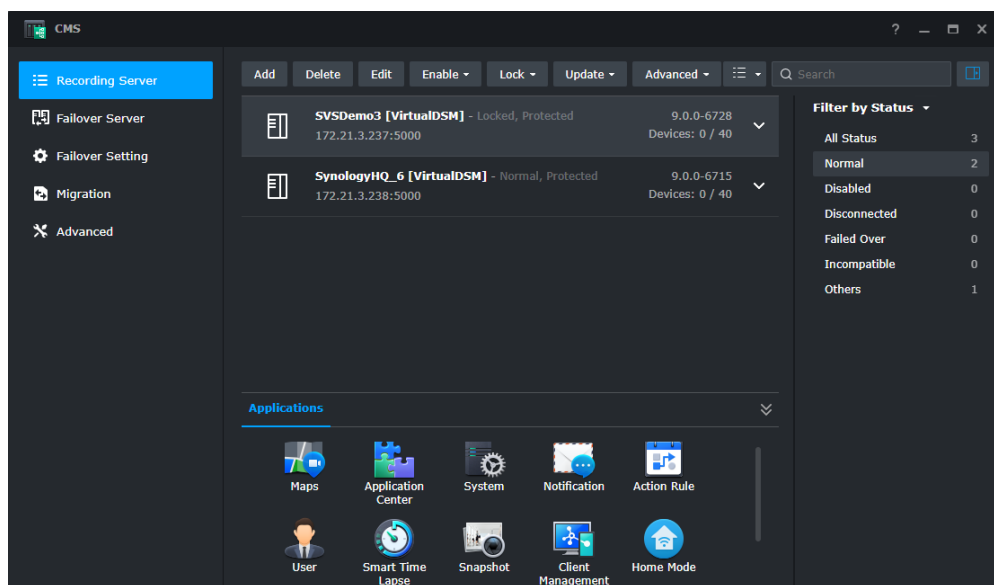 CMS
Recording Server
Failover Server
Failover Setting
Migration
Advanced
Add Delete Edit Enable Lock Update Advanced Search
SVSDemo3 [VirtualDSM] - Locked, Protected 9.0.0-6728
172.21.3.237:5000 Devices: 0 / 40
SynologyHQ_6 [VirtualDSM] - Normal, Protected 9.0.0-6715
172.21.3.238:5000 Devices: 0 / 40
Filter by Status
All Status 3
Normal 2
Disabled 0
Disconnected 0
Failed Over 0
Incompatible 0
Others 1
Applications
Maps
Application
Center
System
Notification
Action Rule
User
Smart Time
Lapse
Snapshot
Client
Management
Home Mode